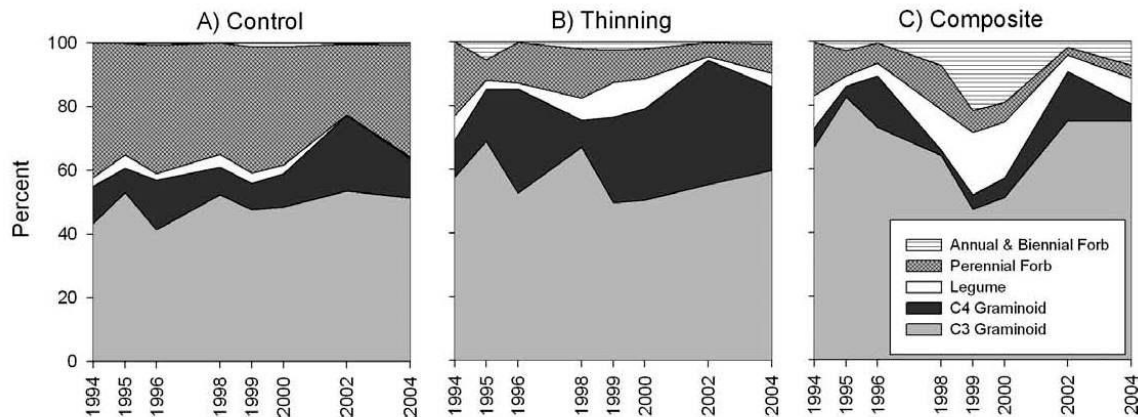 A) Control
B) Thinning
C) Composite
Percent
100
80
60
40
20
0
Annual & Biennial Forb
Perennial Forb
Legume
C4 Graminoid
C3 Graminoid
1994 1995 1996 1998 1999 2000 2002 2004
1994 1995 1996 1998 1999 2000 2002 2004
1994 1995 1996 1998 1999 2000 2002 2004